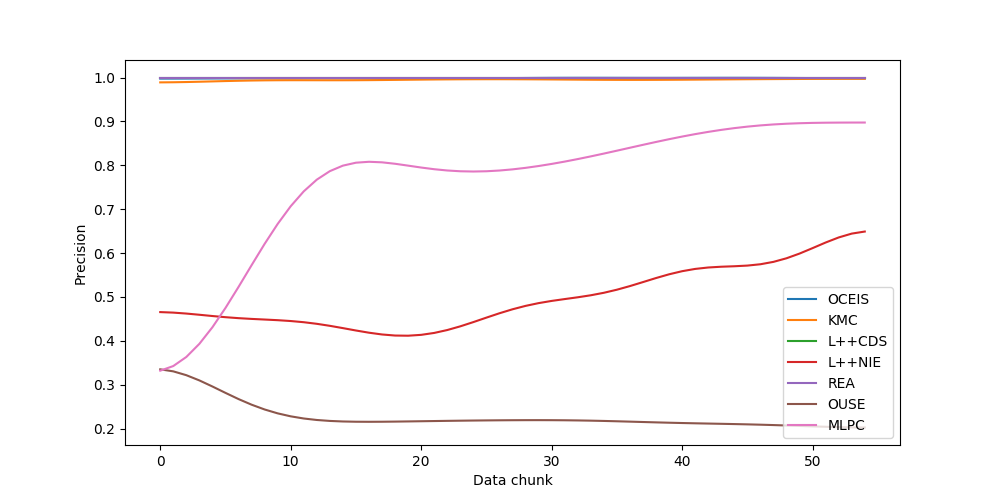 1.0
0.9
0.8
0.7
0.6
0.5
0.4
0.3
0.2
Precision
OCEIS
KMC
L++CDS
L++NIE
REA
OUSE
MLPC
0 10 20 30 40 50
Data chunk